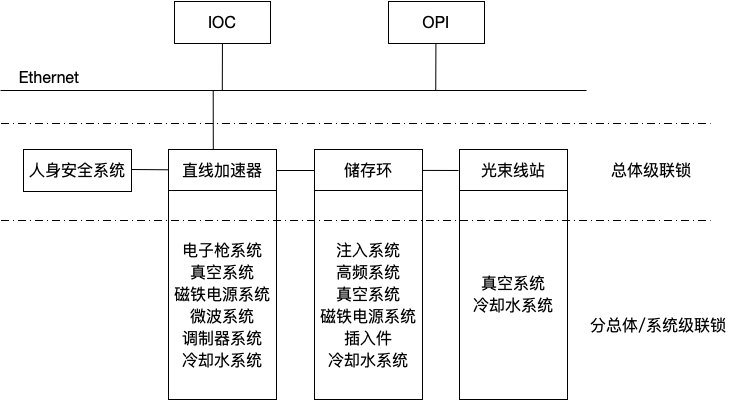 IOC
OPI
Ethernet
人身安全系统
直线加速器
储存环
光束线站
总体级联锁
电子枪系统
真空系统
磁铁电源系统
微波系统
调制器系统
冷却水系统
注入系统
高频系统
真空系统
磁铁电源系统
插入件
冷却水系统
真空系统
冷却水系统
分总体/系统级联锁